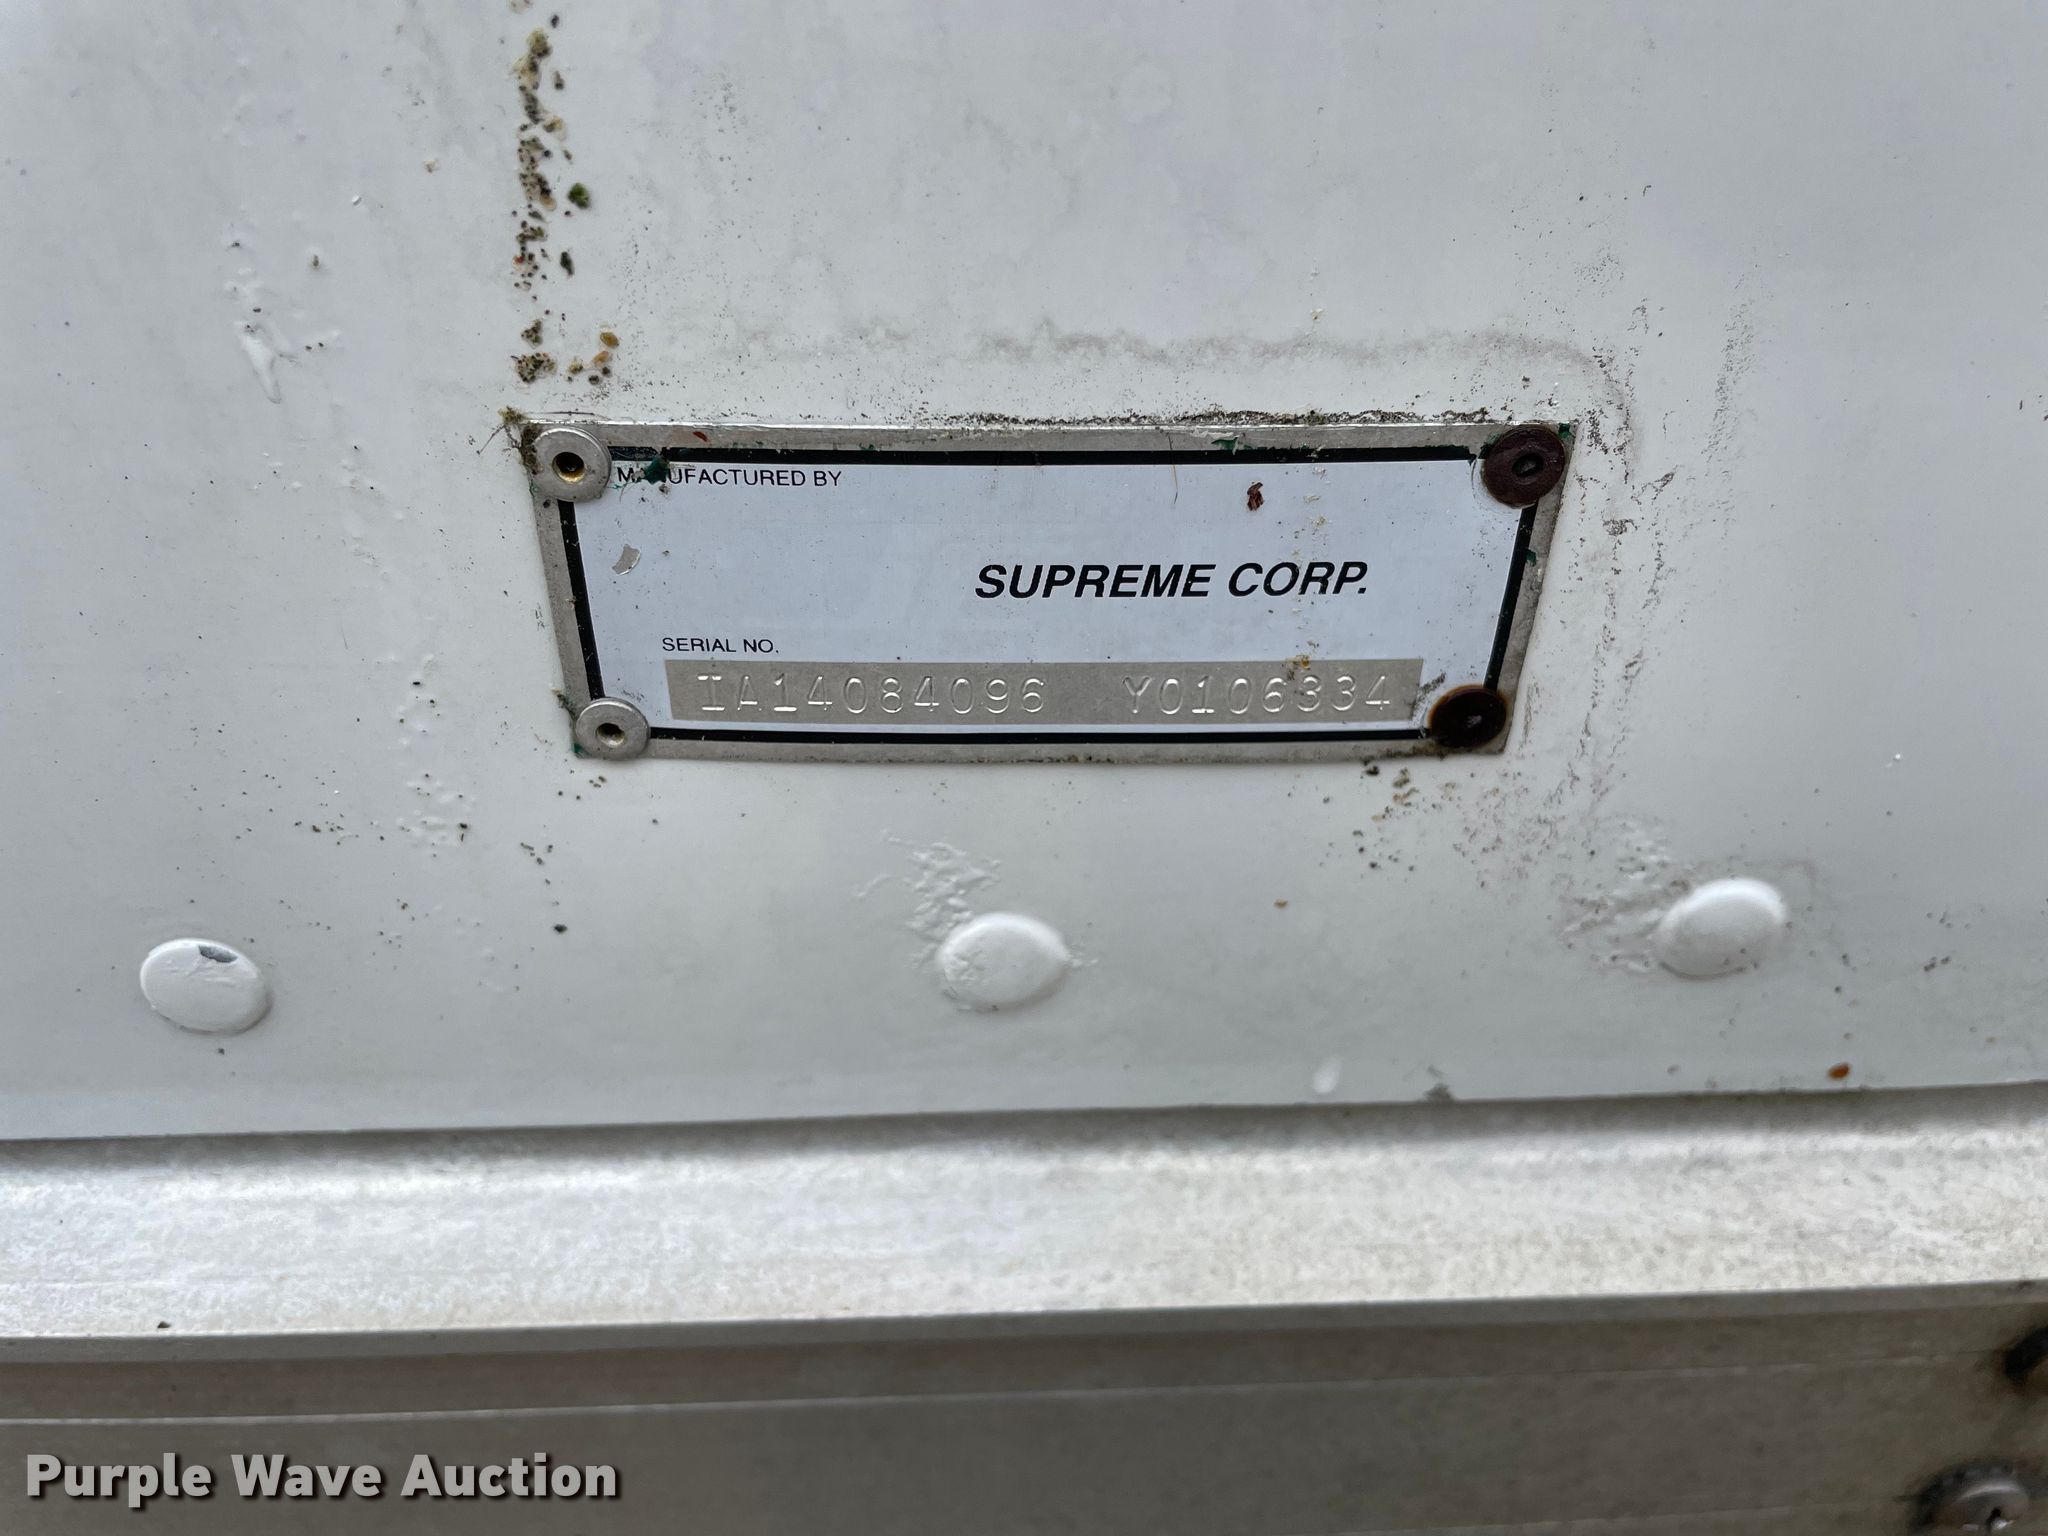 MANUFACTURED BY
SUPREME CORP.
SERIAL NO.
IA14084096 Y0106334
Purple Wave Auction